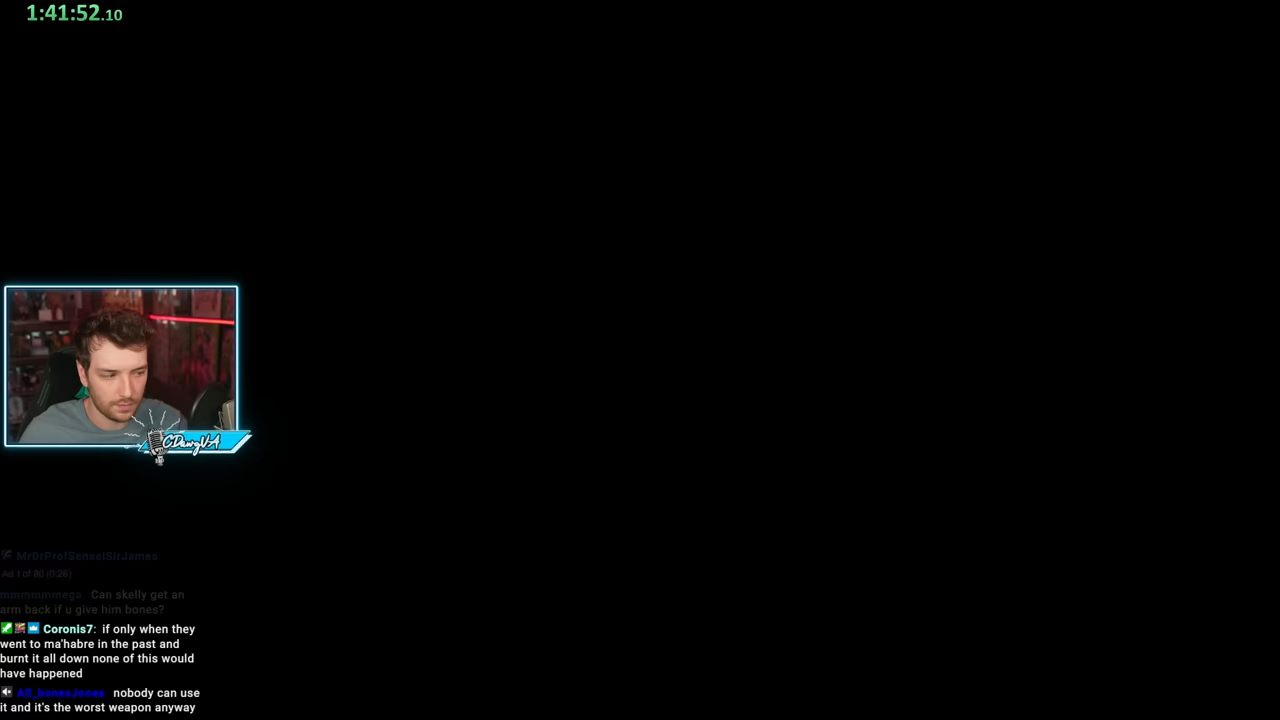 1:41:52.10
CDawgVA
MrDrProfSenseiSirJames
Ad 1 of 80 (0:26)
mmmmmmega Can skelly get an
arm back if u give him bones?
Coronis7: if only when they
went to ma'habre in the past and
burnt it all down none of this would
have happened
AB_bonesJones nobody can use
it and it's the worst weapon anyway